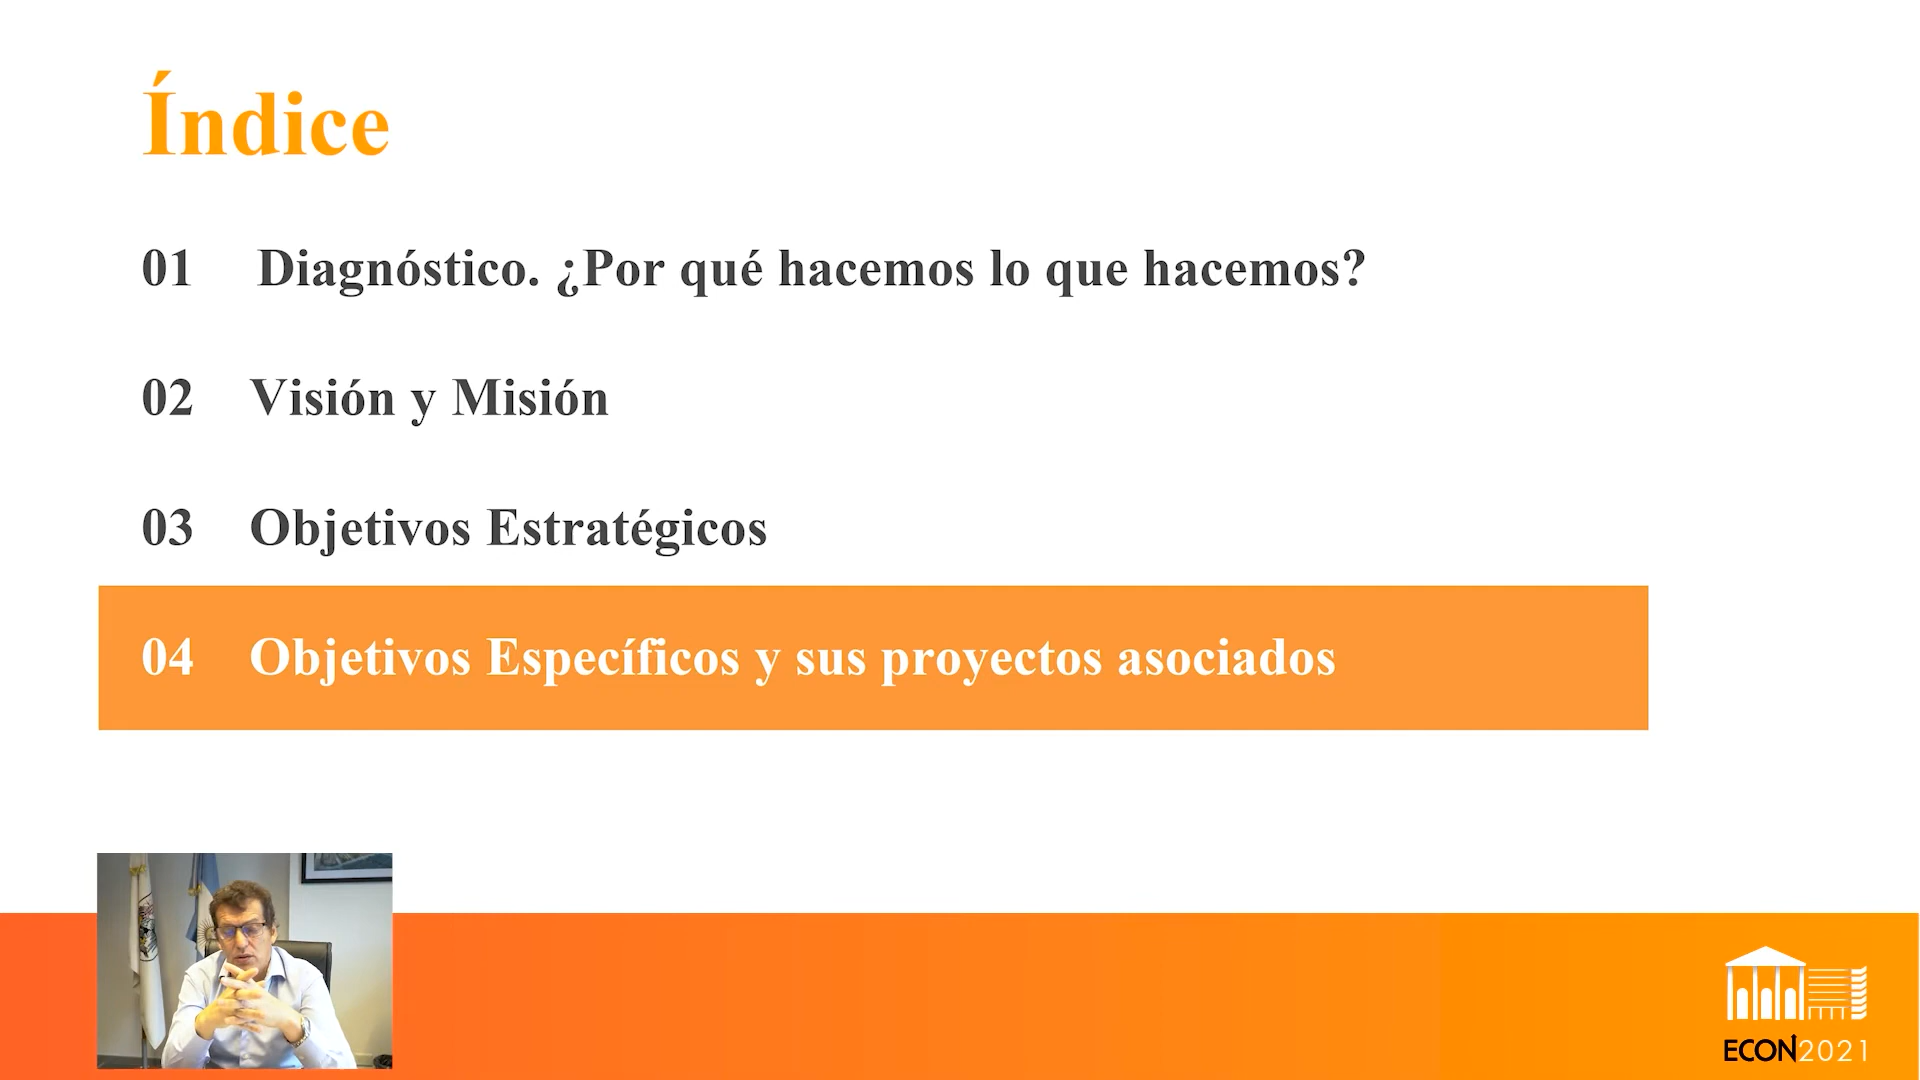 Índice
01 Diagnóstico. ¿Por qué hacemos lo que hacemos?
02 Visión y Misión
03 Objetivos Estratégicos
04 Objetivos Específicos y sus proyectos asociados
ECON2021